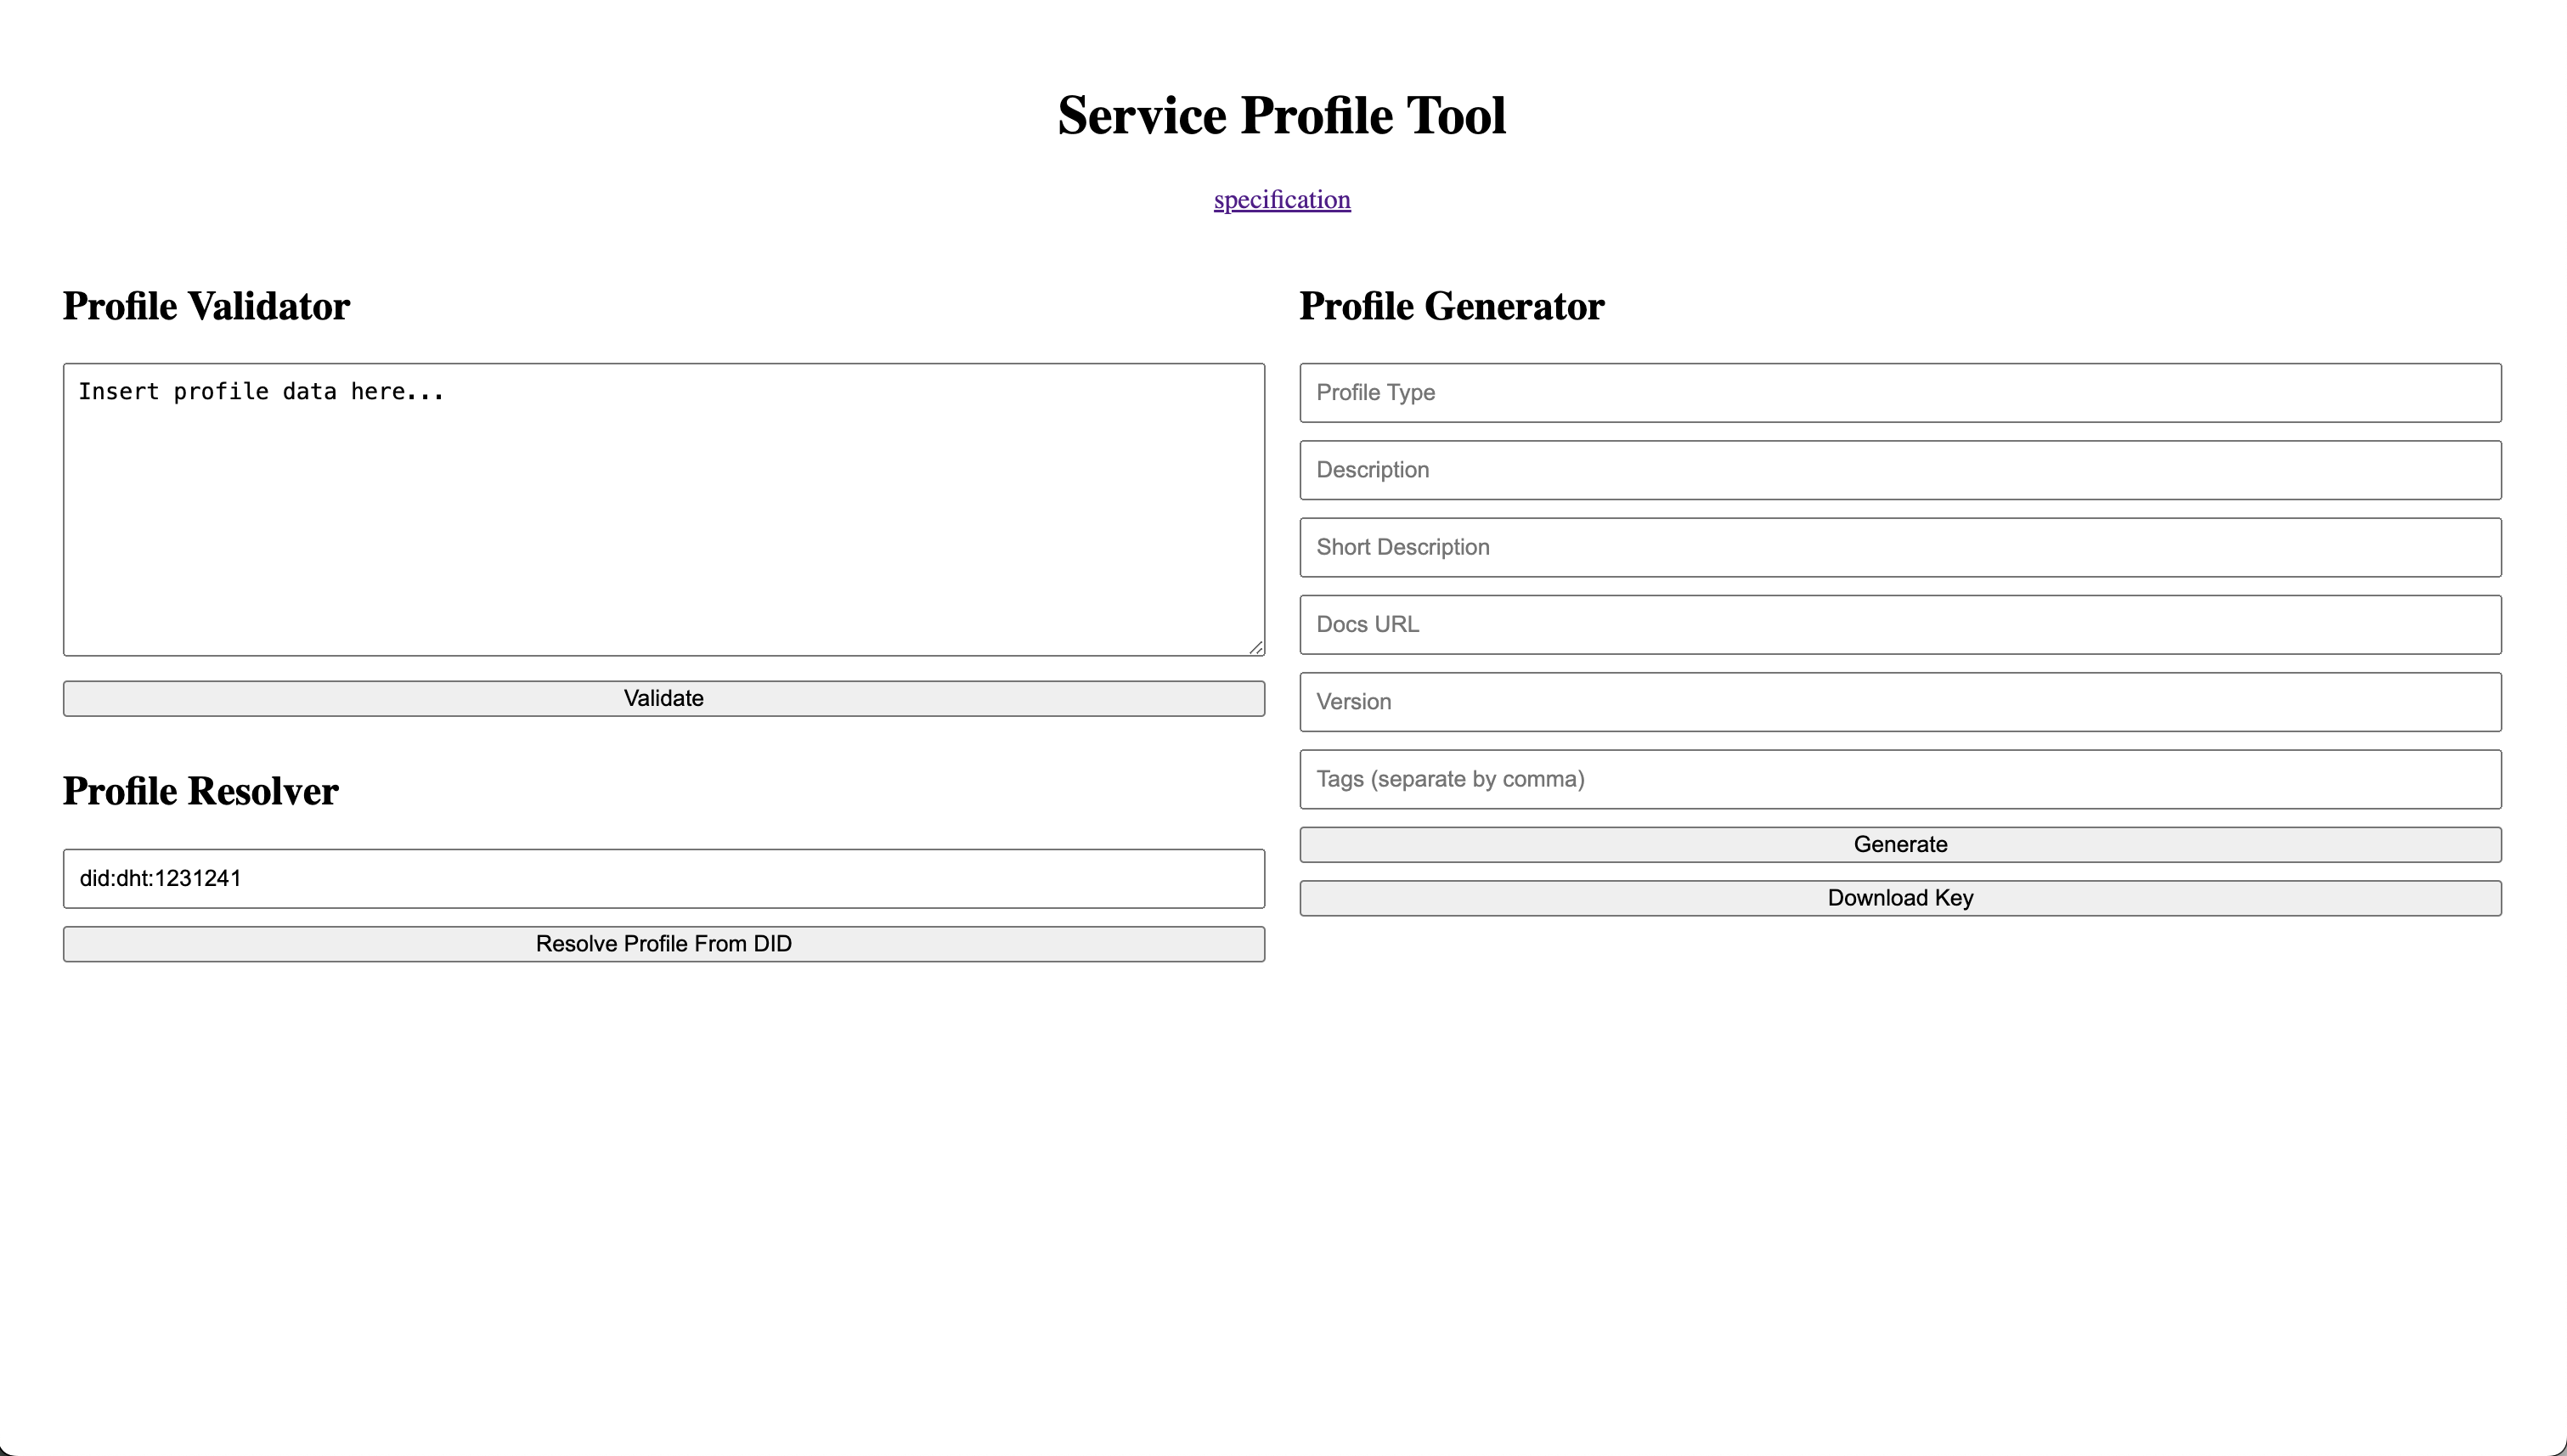 Service Profile Tool
specification
Profile Validator
Insert profile data here...
Validate
Profile Resolver
did:dht:1231241
Resolve Profile From DID
Profile Generator
Profile Type
Description
Short Description
Docs URL
Version
Tags (separate by comma)
Generate
Download Key